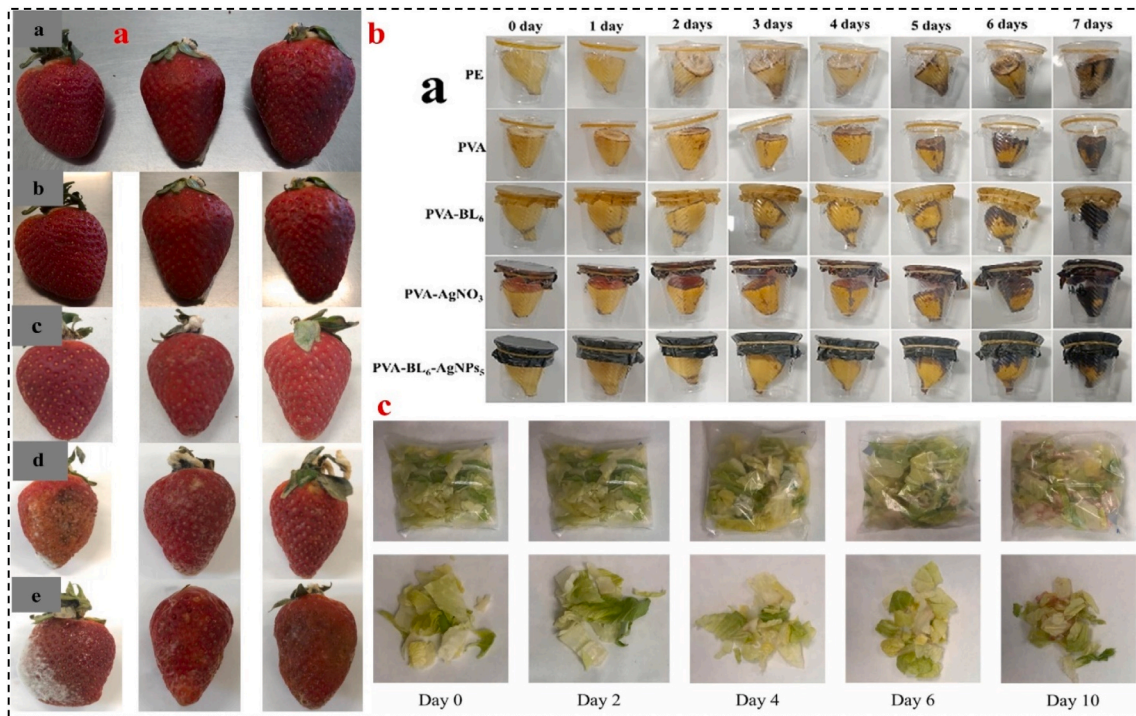 a
a
b
c
d
e
b
0 day 1 day 2 days 3 days 4 days 5 days 6 days 7 days
a
PE
PVA
PVA-BL₆
PVA-AgNO₃
PVA-BL₆-AgNPs₅
c
Day 0 Day 2 Day 4 Day 6 Day 10